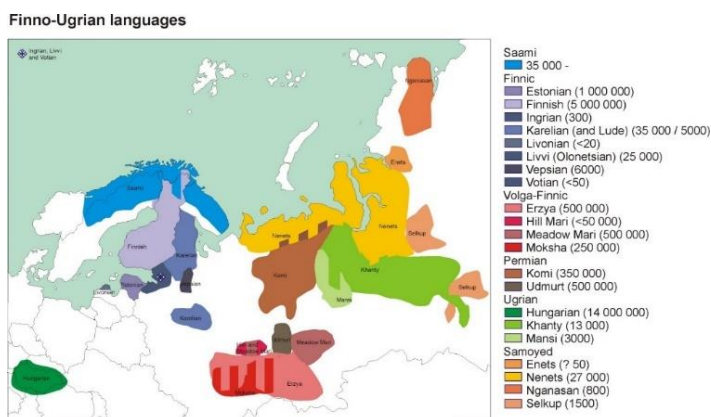 Finno-Ugrian languages
Ingrian, Livvi
and Votian
Saami
35 000 -
Finnic
Estonian (1 000 000)
Finnish (5 000 000)
Ingrian (300)
Karelian (and Lude) (35 000 / 5000)
Livonian (<20)
Livvi (Olonetsian) (25 000)
Vepsian (6000)
Votian (<50)
Volga-Finnic
Erzya (500 000)
Hill Mari (<50 000)
Meadow Mari (500 000)
Moksha (250 000)
Permian
Komi (350 000)
Udmurt (500 000)
Ugrian
Hungarian (14 000 000)
Khanty (13 000)
Mansi (3000)
Samoyed
Enets (? 50)
Nenets (27 000)
Nganasan (800)
Selkup (1500)
Nganasan
Enets
Saami
Nenets
Nenets
Selkup
Finnish
Karelian
Komi
Khanty
Selkup
Mansi
Livonian
Estonian
Karelian
Meadow Mari
Hungarian
Moksha
Erzya